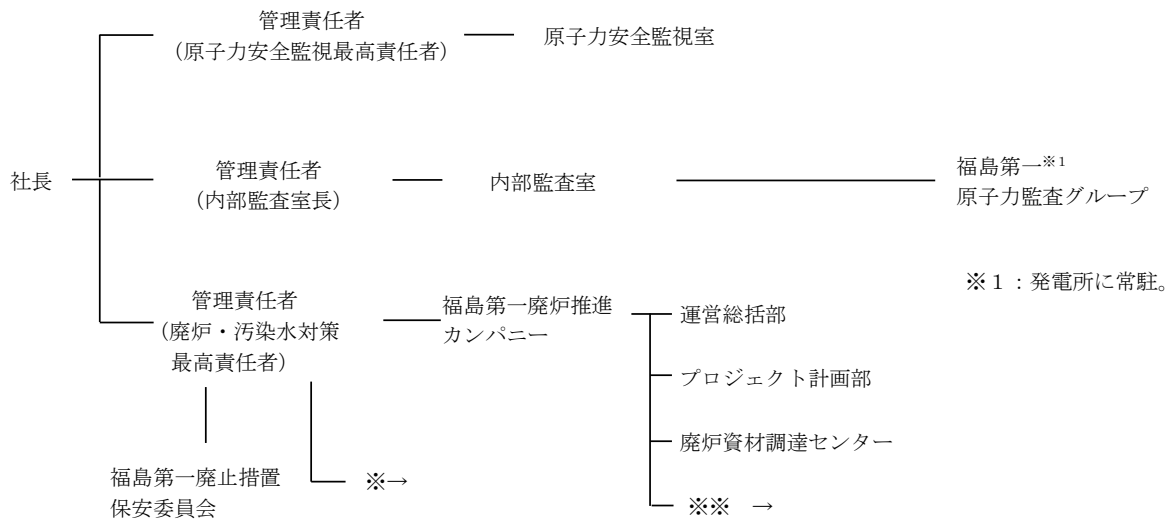 管理責任者
(原子力安全監視最高責任者)
原子力安全監視室
社長
管理責任者
(内部監査室長)
内部監査室
福島第一※1
原子力監査グループ
※1：発電所に常駐。
管理責任者
(廃炉・汚染水対策
最高責任者)
福島第一廃炉推進
カンパニー
運営総括部
プロジェクト計画部
廃炉資材調達センター
福島第一廃止措置
保安委員会
※→
※※ →